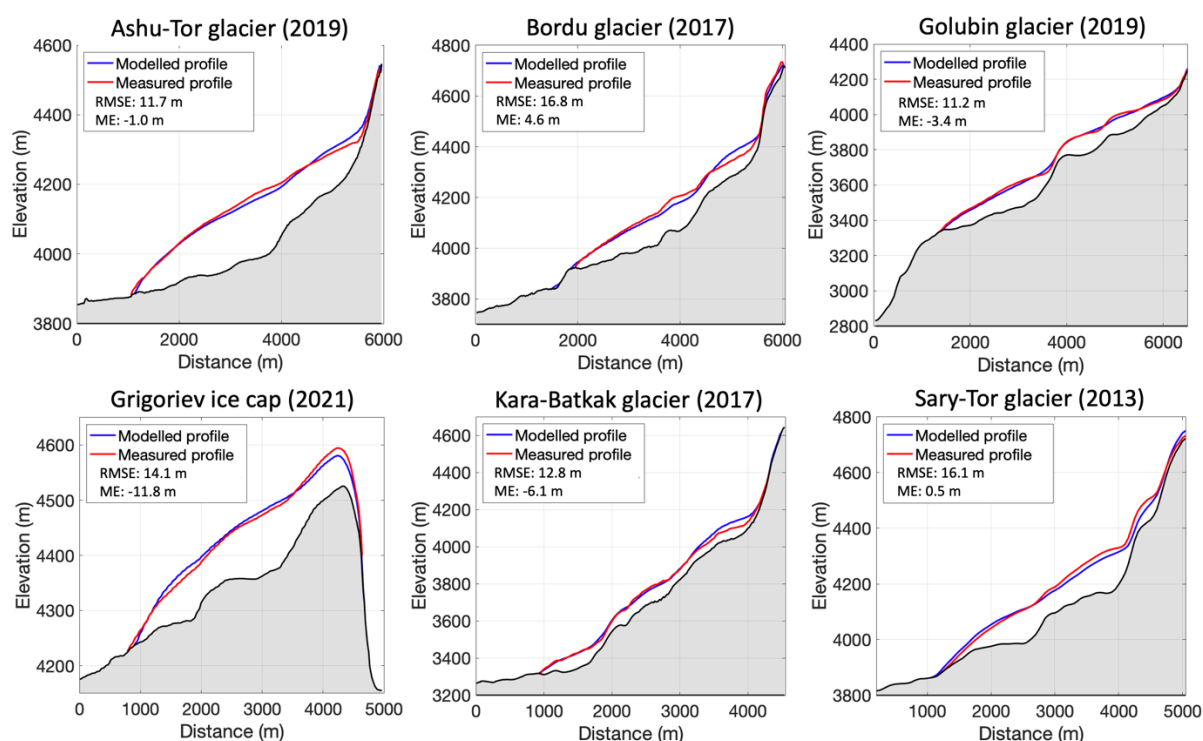 Ashu-Tor glacier (2019)
Modelled profile
Measured profile
RMSE: 11.7 m
ME: -1.0 m
Elevation (m)
4600
4400
4200
4000
3800
0
2000
4000
6000
Distance (m)
Bordu glacier (2017)
Modelled profile
Measured profile
RMSE: 16.8 m
ME: 4.6 m
Elevation (m)
4800
4600
4400
4200
4000
3800
0
2000
4000
6000
Distance (m)
Golubin glacier (2019)
Modelled profile
Measured profile
RMSE: 11.2 m
ME: -3.4 m
Elevation (m)
4400
4200
4000
3800
3600
3400
3200
3000
2800
0
2000
4000
6000
Distance (m)
Grigoriev ice cap (2021)
Modelled profile
Measured profile
RMSE: 14.1 m
ME: -11.8 m
Elevation (m)
4600
4500
4400
4300
4200
0
1000
2000
3000
4000
5000
Distance (m)
Kara-Batkak glacier (2017)
Modelled profile
Measured profile
RMSE: 12.8 m
ME: -6.1 m
Elevation (m)
4600
4400
4200
4000
3800
3600
3400
3200
0
1000
2000
3000
4000
Distance (m)
Sary-Tor glacier (2013)
Modelled profile
Measured profile
RMSE: 16.1 m
ME: 0.5 m
Elevation (m)
4800
4600
4400
4200
4000
3800
1000
2000
3000
4000
5000
Distance (m)